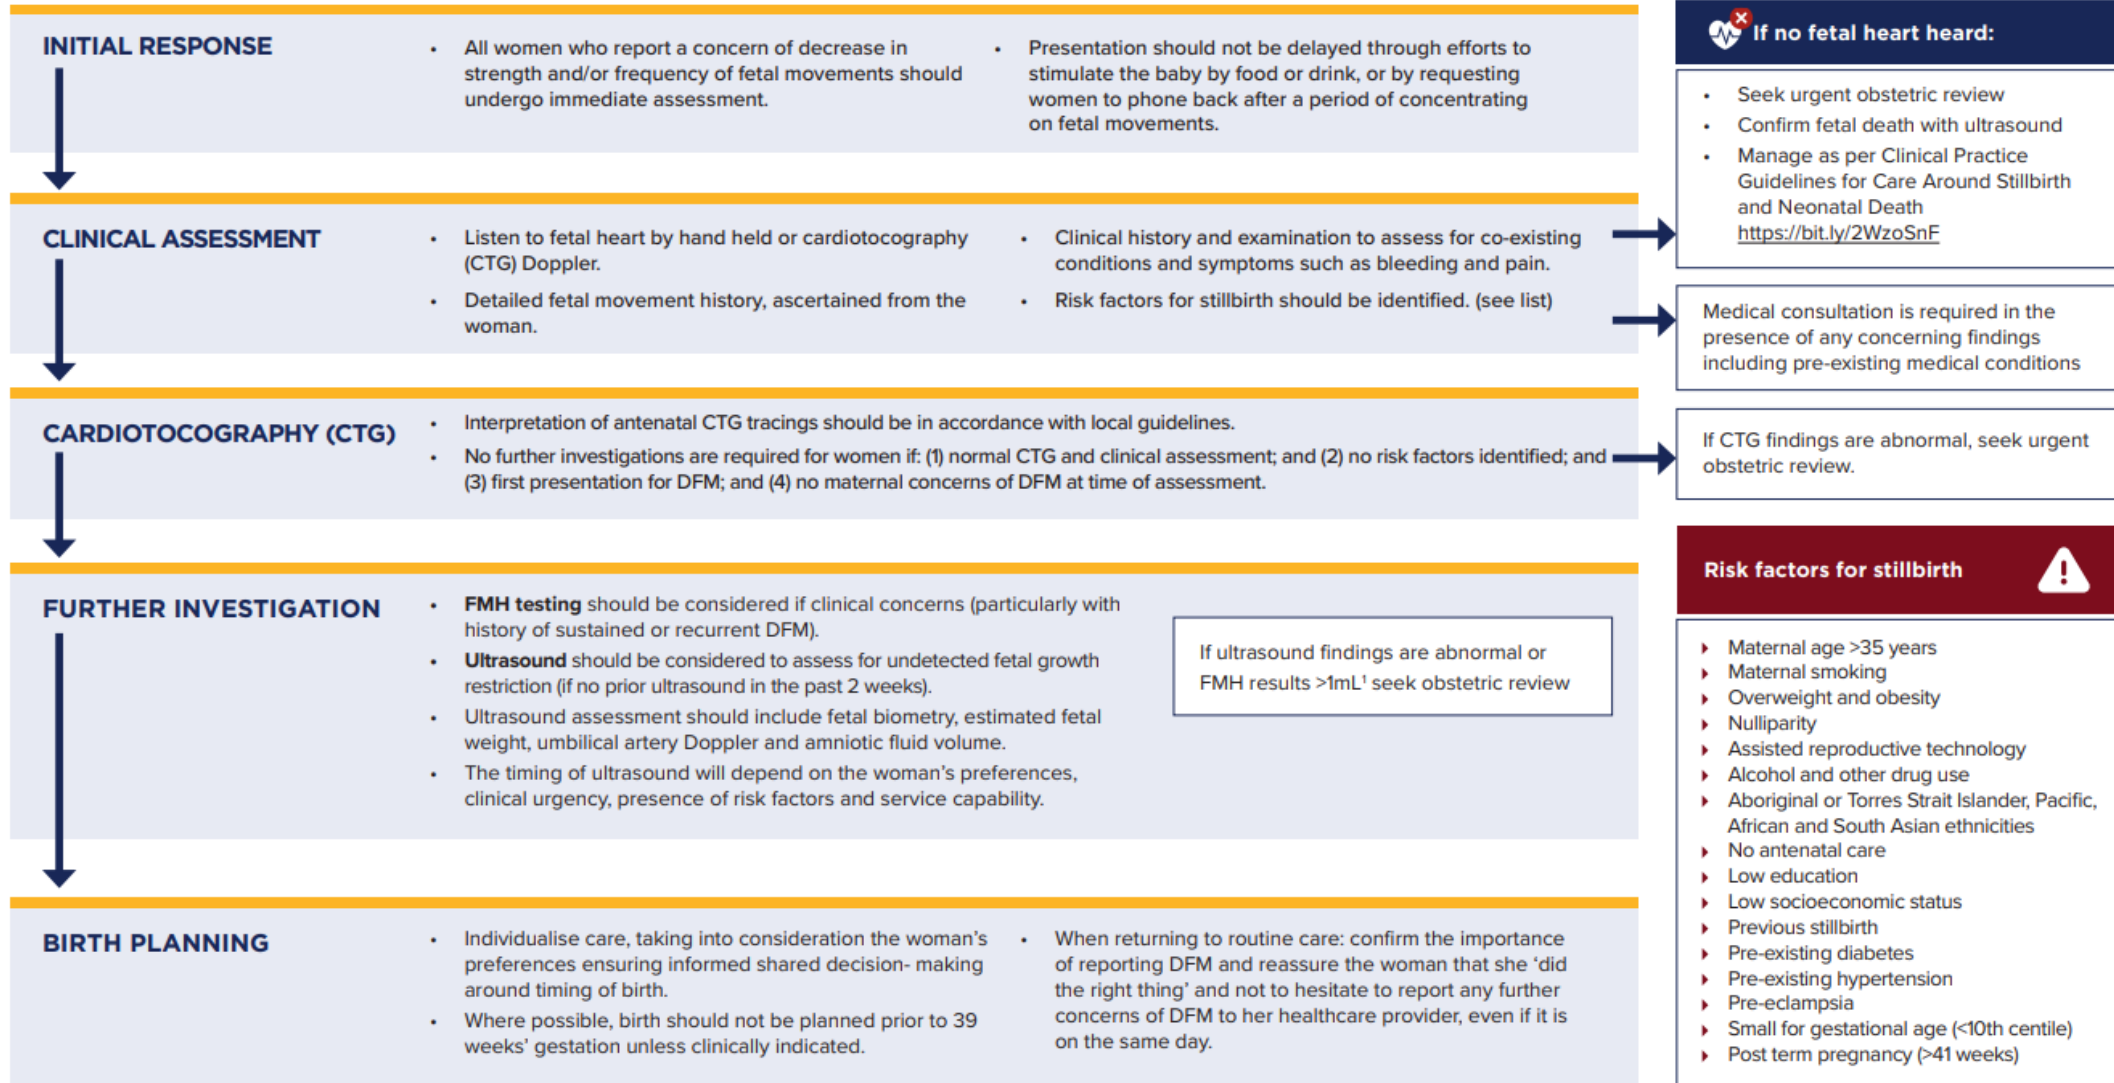 INITIAL RESPONSE
• All women who report a concern of decrease in
strength and/or frequency of fetal movements should
undergo immediate assessment.
• Presentation should not be delayed through efforts to
stimulate the baby by food or drink, or by requesting
women to phone back after a period of concentrating
on fetal movements.
CLINICAL ASSESSMENT
• Listen to fetal heart by hand held or cardiotocography
(CTG) Doppler.
• Detailed fetal movement history, ascertained from the
woman.
• Clinical history and examination to assess for co-existing
conditions and symptoms such as bleeding and pain.
• Risk factors for stillbirth should be identified. (see list)
CARDIOTOCOGRAPHY (CTG)
• Interpretation of antenatal CTG tracings should be in accordance with local guidelines.
• No further investigations are required for women if: (1) normal CTG and clinical assessment; and (2) no risk factors identified; and
(3) first presentation for DFM; and (4) no maternal concerns of DFM at time of assessment.
FURTHER INVESTIGATION
• FMH testing should be considered if clinical concerns (particularly with
history of sustained or recurrent DFM).
• Ultrasound should be considered to assess for undetected fetal growth
restriction (if no prior ultrasound in the past 2 weeks).
• Ultrasound assessment should include fetal biometry, estimated fetal
weight, umbilical artery Doppler and amniotic fluid volume.
• The timing of ultrasound will depend on the woman's preferences,
clinical urgency, presence of risk factors and service capability.
If ultrasound findings are abnormal or
FMH results >1mL¹ seek obstetric review
BIRTH PLANNING
• Individualise care, taking into consideration the woman's
preferences ensuring informed shared decision- making
around timing of birth.
• Where possible, birth should not be planned prior to 39
weeks' gestation unless clinically indicated.
• When returning to routine care: confirm the importance
of reporting DFM and reassure the woman that she 'did
the right thing' and not to hesitate to report any further
concerns of DFM to her healthcare provider, even if it is
on the same day.
If no fetal heart heard:
• Seek urgent obstetric review
• Confirm fetal death with ultrasound
• Manage as per Clinical Practice
Guidelines for Care Around Stillbirth
and Neonatal Death
https://bit.ly/2WzoSnF
Medical consultation is required in the
presence of any concerning findings
including pre-existing medical conditions
If CTG findings are abnormal, seek urgent
obstetric review.
Risk factors for stillbirth
Maternal age >35 years
Maternal smoking
Overweight and obesity
Nulliparity
Assisted reproductive technology
Alcohol and other drug use
Aboriginal or Torres Strait Islander, Pacific,
African and South Asian ethnicities
No antenatal care
Low education
Low socioeconomic status
Previous stillbirth
Pre-existing diabetes
Pre-existing hypertension
Pre-eclampsia
Small for gestational age (<10th centile)
Post term pregnancy (>41 weeks)